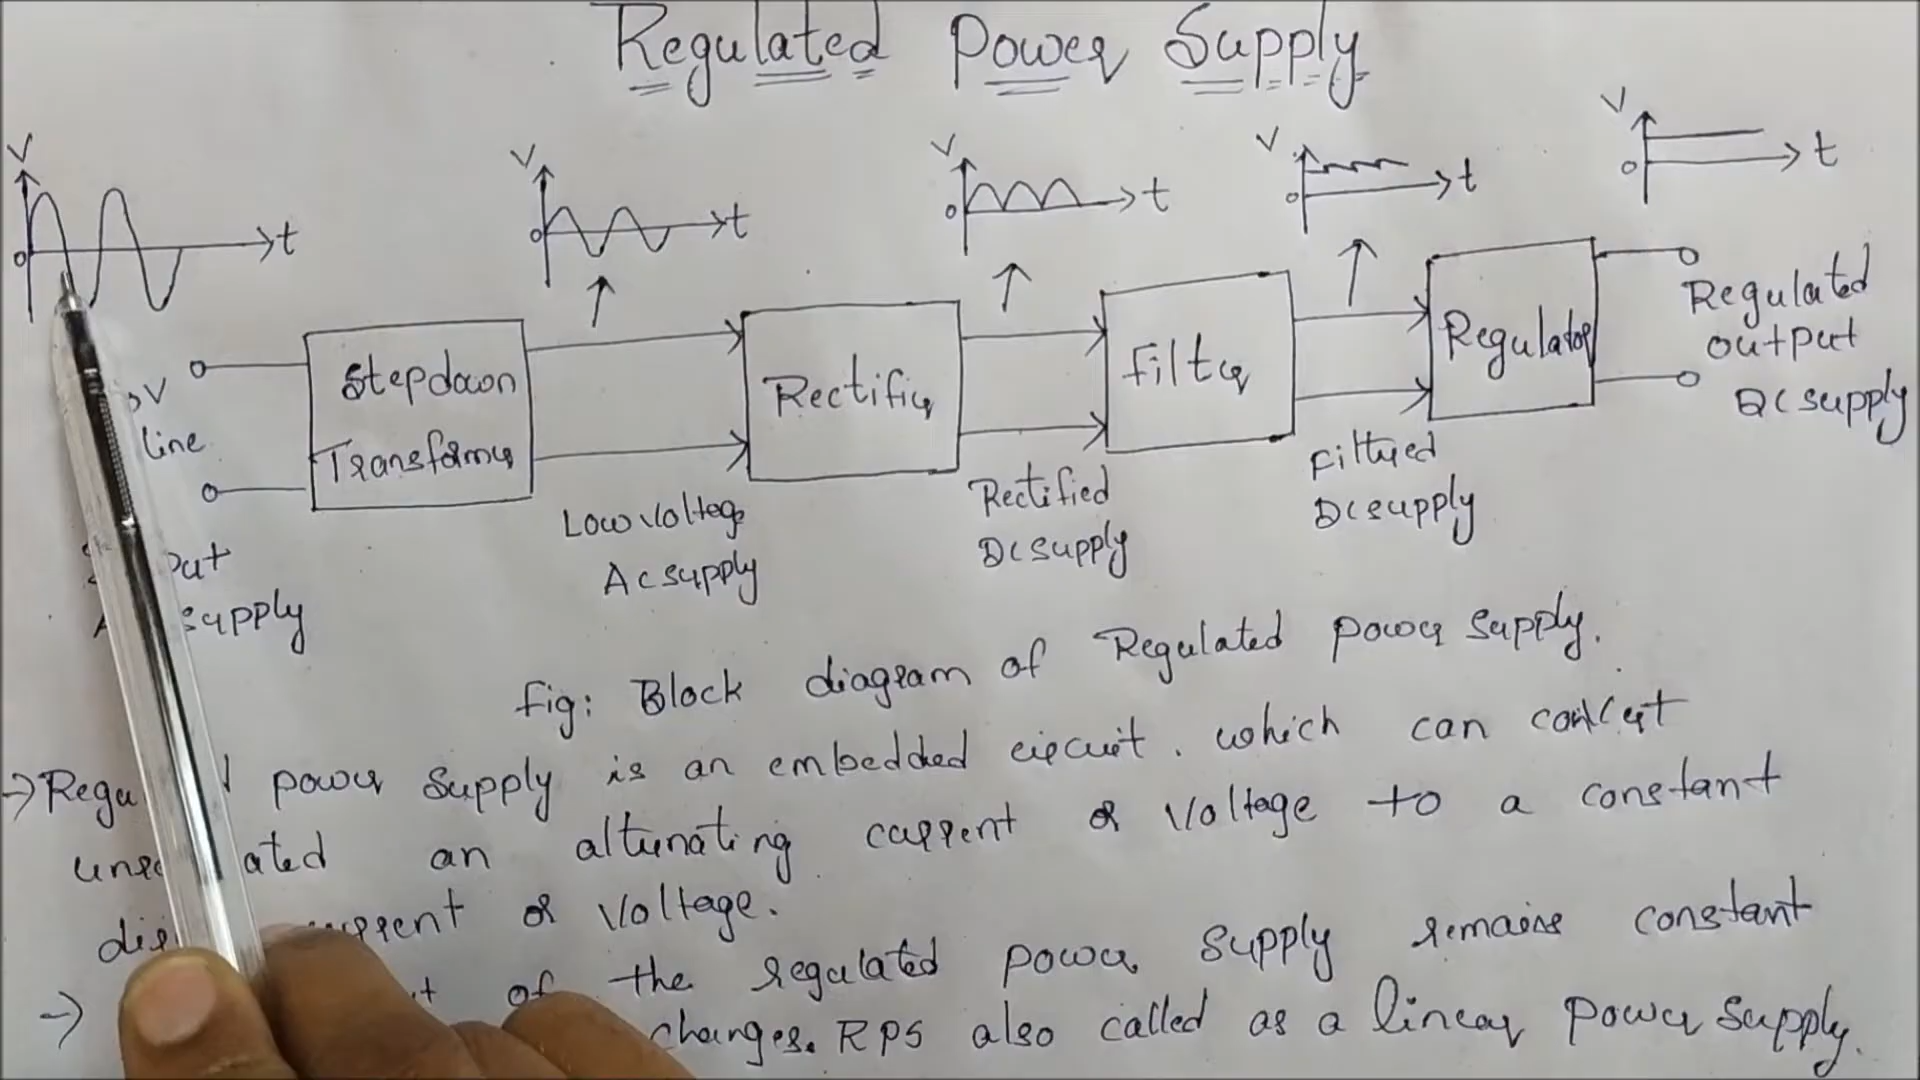 Regulated Power Supply
V
V
V
V
V
0
t
0
t
0
t
0
t
0
t
V
line
supply
Stepdown
Transformer
Low Voltege
AC supply
Rectifier
Rectified
DC supply
Filter
Filtered
DC supply
Regulator
Regulated
output
DC supply
fig: Block diagram of Regulated power supply.
→ power supply is an embedded circuit. which can convert
an alternating current or voltage to a constant
or voltage.
→ of the regulated power supply remains constant
changes. RPS also called as a linear power supply.